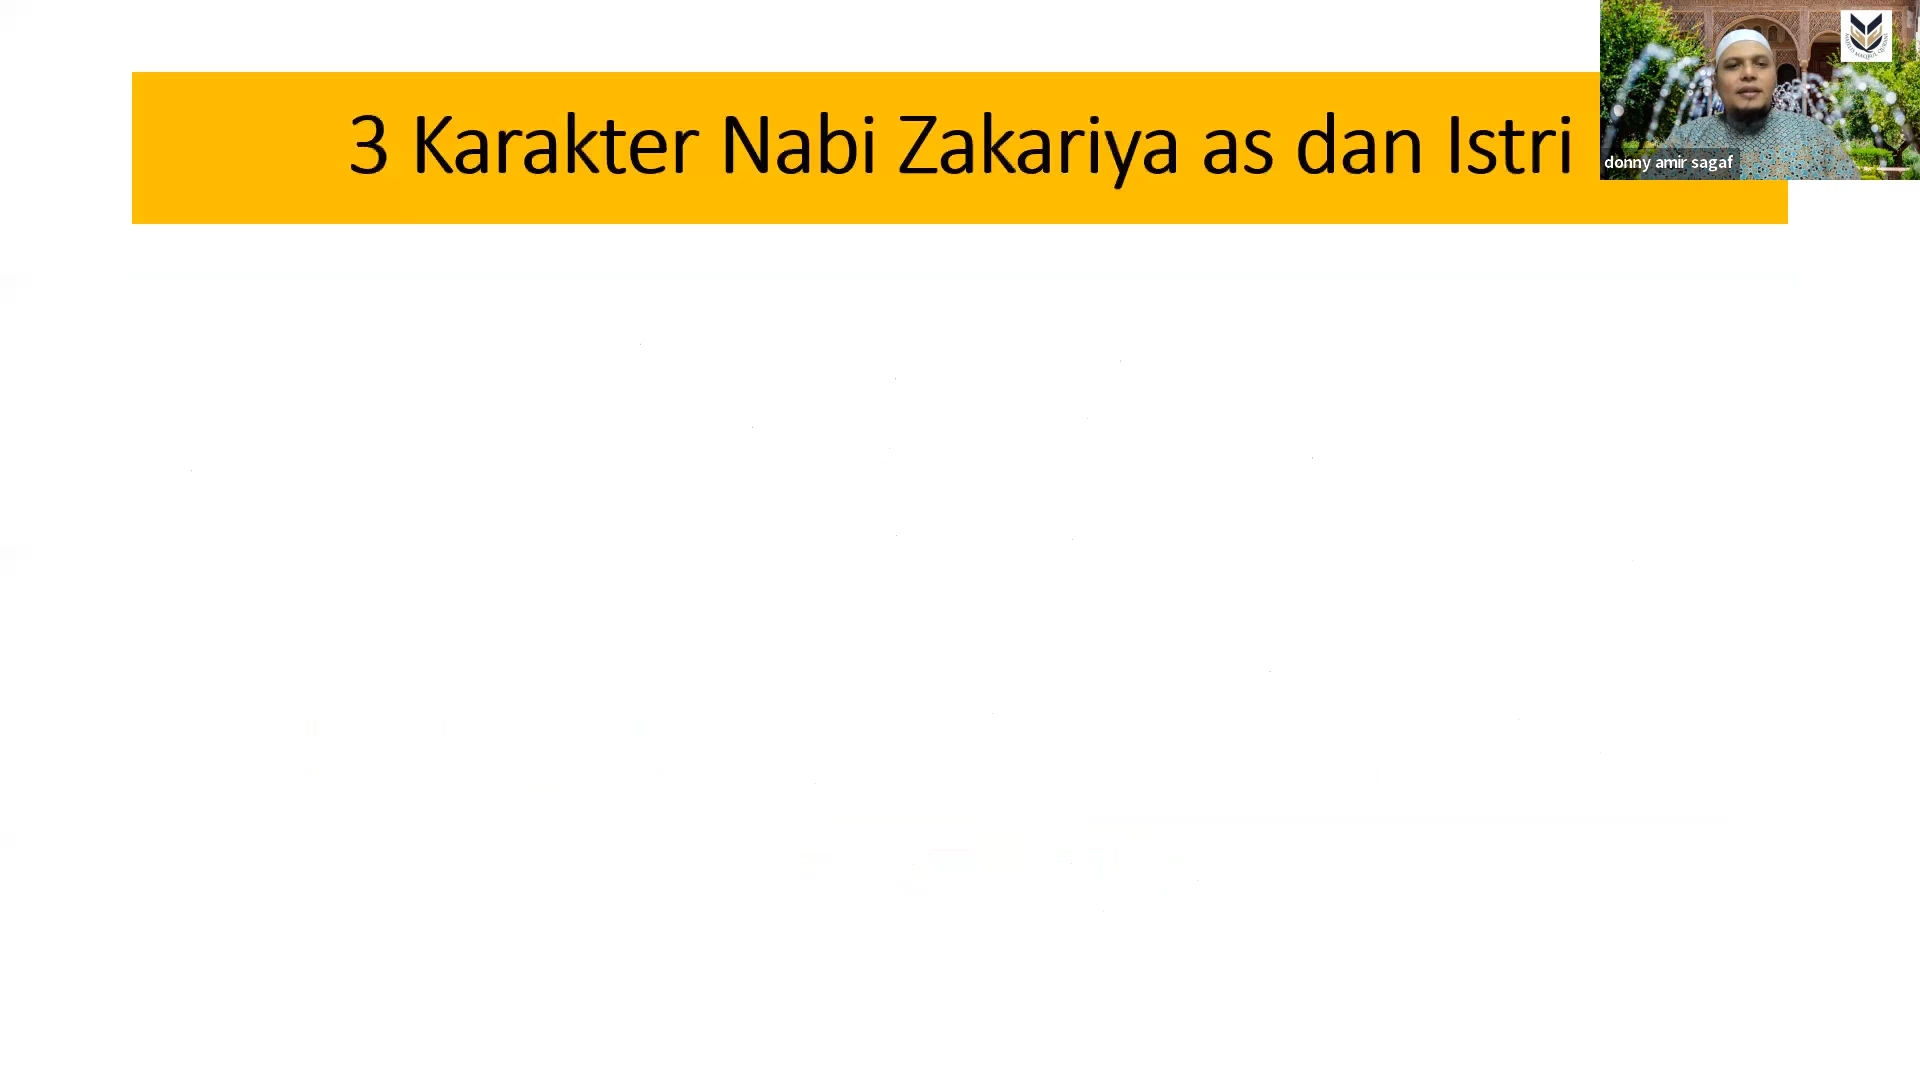 3 Karakter Nabi Zakariya as dan Istri
donny amir sagaf